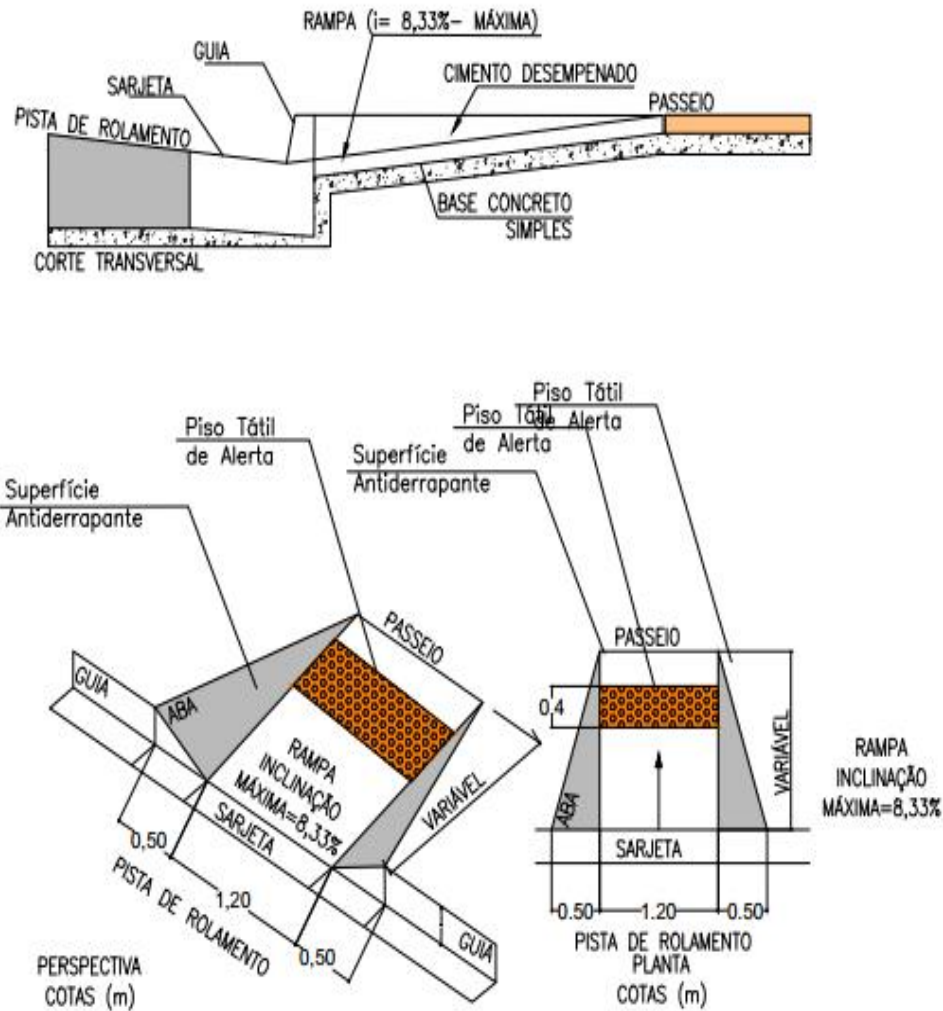 RAMPA (i= 8,33%- MÁXIMA)
GUIA
CIMENTO DESEMPENADO
SARJETA
PASSEIO
PISTA DE ROLAMENTO
BASE CONCRETO
SIMPLES
CORTE TRANSVERSAL
Piso Tátil
de Alerta
Superfície
Antiderrapante
PASSEIO
GUIA
ABA
RAMPA
INCLINAÇÃO
MÁXIMA=8,33%
VARIÁVEL
SARJETA
0,50
1,20
0,50
PISTA DE ROLAMENTO
GUIA
PERSPECTIVA
COTAS (m)
Piso Tátil
de Alerta
Piso Tátil
de Alerta
Superfície
Antiderrapante
PASSEIO
0,4
ABA
VARIÁVEL
RAMPA
INCLINAÇÃO
MÁXIMA=8,33%
SARJETA
0.50
1.20
0.50
PISTA DE ROLAMENTO
PLANTA
COTAS (m)